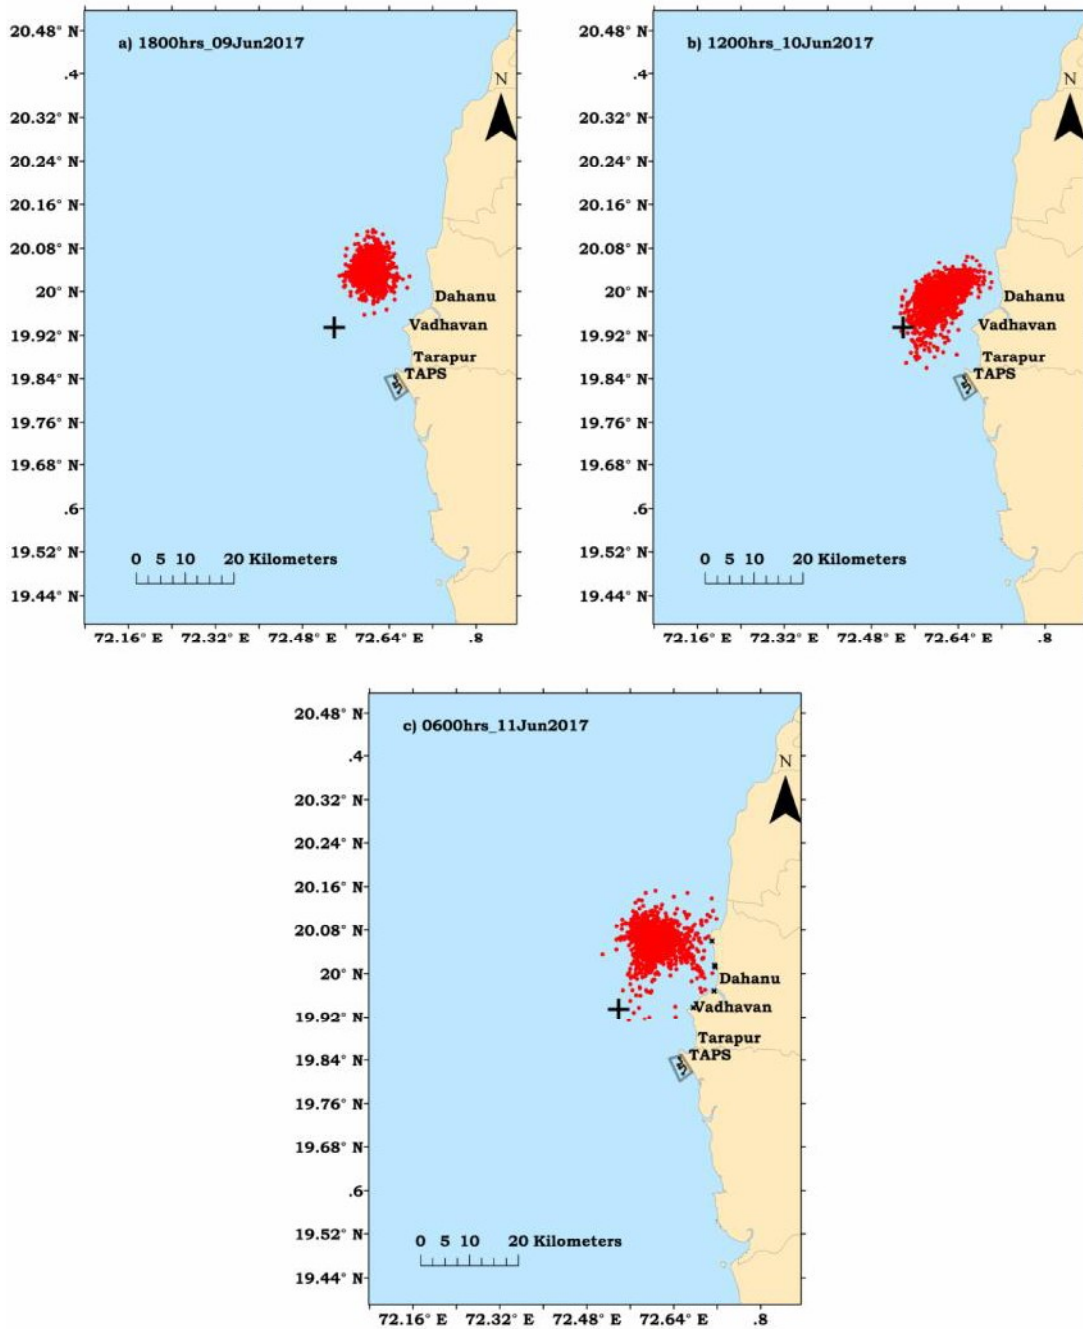 a) 1800hrs_09Jun2017
N
20.48° N
.4
20.32° N
20.24° N
20.16° N
20.08° N
20° N
19.92° N
19.84° N
19.76° N
19.68° N
.6
19.52° N
19.44° N
Dahanu
Vadhavan
Tarapur
TAPS
0 5 10 20 Kilometers
72.16° E 72.32° E 72.48° E 72.64° E .8
b) 1200hrs_10Jun2017
N
20.48° N
.4
20.32° N
20.24° N
20.16° N
20.08° N
20° N
19.92° N
19.84° N
19.76° N
19.68° N
.6
19.52° N
19.44° N
Dahanu
Vadhavan
Tarapur
TAPS
0 5 10 20 Kilometers
72.16° E 72.32° E 72.48° E 72.64° E .8
c) 0600hrs_11Jun2017
N
20.48° N
.4
20.32° N
20.24° N
20.16° N
20.08° N
20° N
19.92° N
19.84° N
19.76° N
19.68° N
.6
19.52° N
19.44° N
Dahanu
Vadhavan
Tarapur
TAPS
0 5 10 20 Kilometers
72.16° E 72.32° E 72.48° E 72.64° E .8